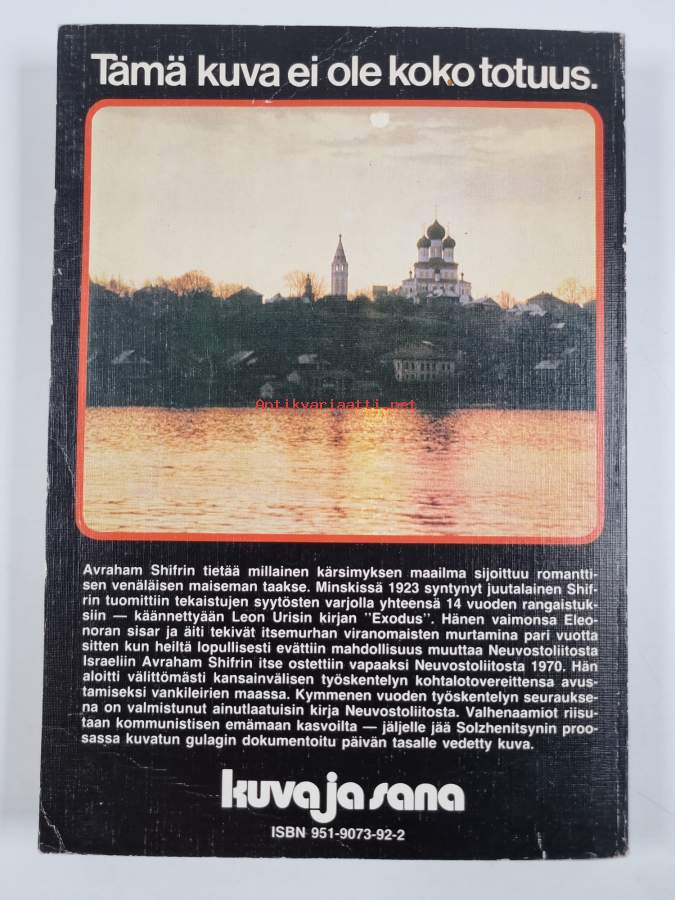 Tämä kuva ei ole koko totuus.
Antikvariaatti.net
Avraham Shifrin tietää millainen kärsimyksen maailma sijoittuu romantti-
sen venäläisen maiseman taakse. Minskissä 1923 syntynyt juutalainen Shif-
rin tuomittiin tekaistujen syytösten varjolla yhteensä 14 vuoden rangaistuk-
siin — käännettyään Leon Urisin kirjan "Exodus". Hänen vaimonsa Eleo-
noran sisar ja äiti tekivät itsemurhan viranomaisten murtamina pari vuotta
sitten kun heiltä lopullisesti evättiin mahdollisuus muuttaa Neuvostoliitosta
Israeliin Avraham Shifrin itse ostettiin vapaaksi Neuvostoliitosta 1970. Hän
aloitti välittömästi kansainvälisen työskentelyn kohtalotovereittensa avus-
tamiseksi vankileirien maassa. Kymmenen vuoden työskentelyn seuraukse-
na on valmistunut ainutlaatuisin kirja Neuvostoliitosta. Valhenaamiot riisu-
taan kommunistisen emämaan kasvoilta — jäljelle jää Solzhenitsynin proo-
sassa kuvatun gulagin dokumentoitu päivän tasalle vedetty kuva.
kuva ja sana
ISBN 951-9073-92-2